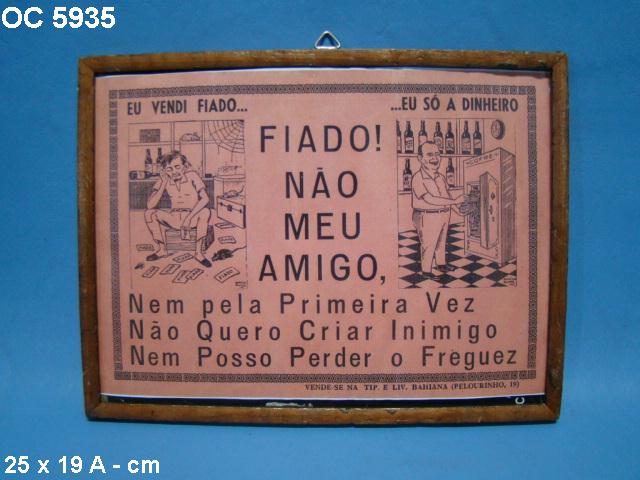 OC 5935
EU VENDI FIADO...
...EU SÓ A DINHEIRO
FIADO!
NÃO
MEU
AMIGO,
Nem pela Primeira Vez
Não Quero Criar Inimigo
Nem Posso Perder o Freguez
VENDE-SE NA TIP. E LIV. BAHIANA (PELOURINHO, 19)
25 x 19 A - cm